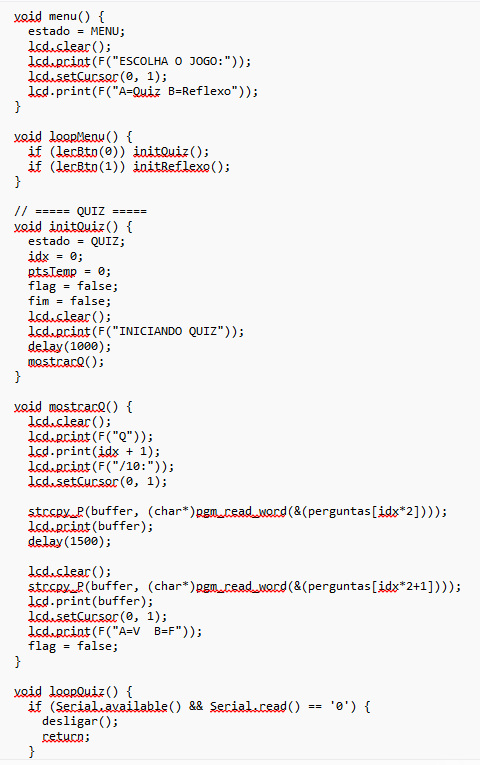 void menu() {
  estado = MENU;
  lcd.clear();
  lcd.print(F("ESCOLHA O JOGO:"));
  lcd.setCursor(0, 1);
  lcd.print(F("A=Quiz B=Reflexo"));
}

void loopMenu() {
  if (lerBtn(0)) initQuiz();
  if (lerBtn(1)) initReflexo();
}

// ===== QUIZ =====
void initQuiz() {
  estado = QUIZ;
  idx = 0;
  ptsTemp = 0;
  flag = false;
  fim = false;
  lcd.clear();
  lcd.print(F("INICIANDO QUIZ"));
  delay(1000);
  mostrarQ();
}

void mostrarQ() {
  lcd.clear();
  lcd.print(F("Q"));
  lcd.print(idx + 1);
  lcd.print(F("/10:"));
  lcd.setCursor(0, 1);

  strcpy_P(buffer, (char*)pgm_read_word(&(perguntas[idx*2])));
  lcd.print(buffer);
  delay(1500);

  lcd.clear();
  strcpy_P(buffer, (char*)pgm_read_word(&(perguntas[idx*2+1])));
  lcd.print(buffer);
  lcd.setCursor(0, 1);
  lcd.print(F("A=V  B=F"));
  flag = false;
}

void loopQuiz() {
  if (Serial.available() && Serial.read() == '0') {
    desligar();
    return;
  }